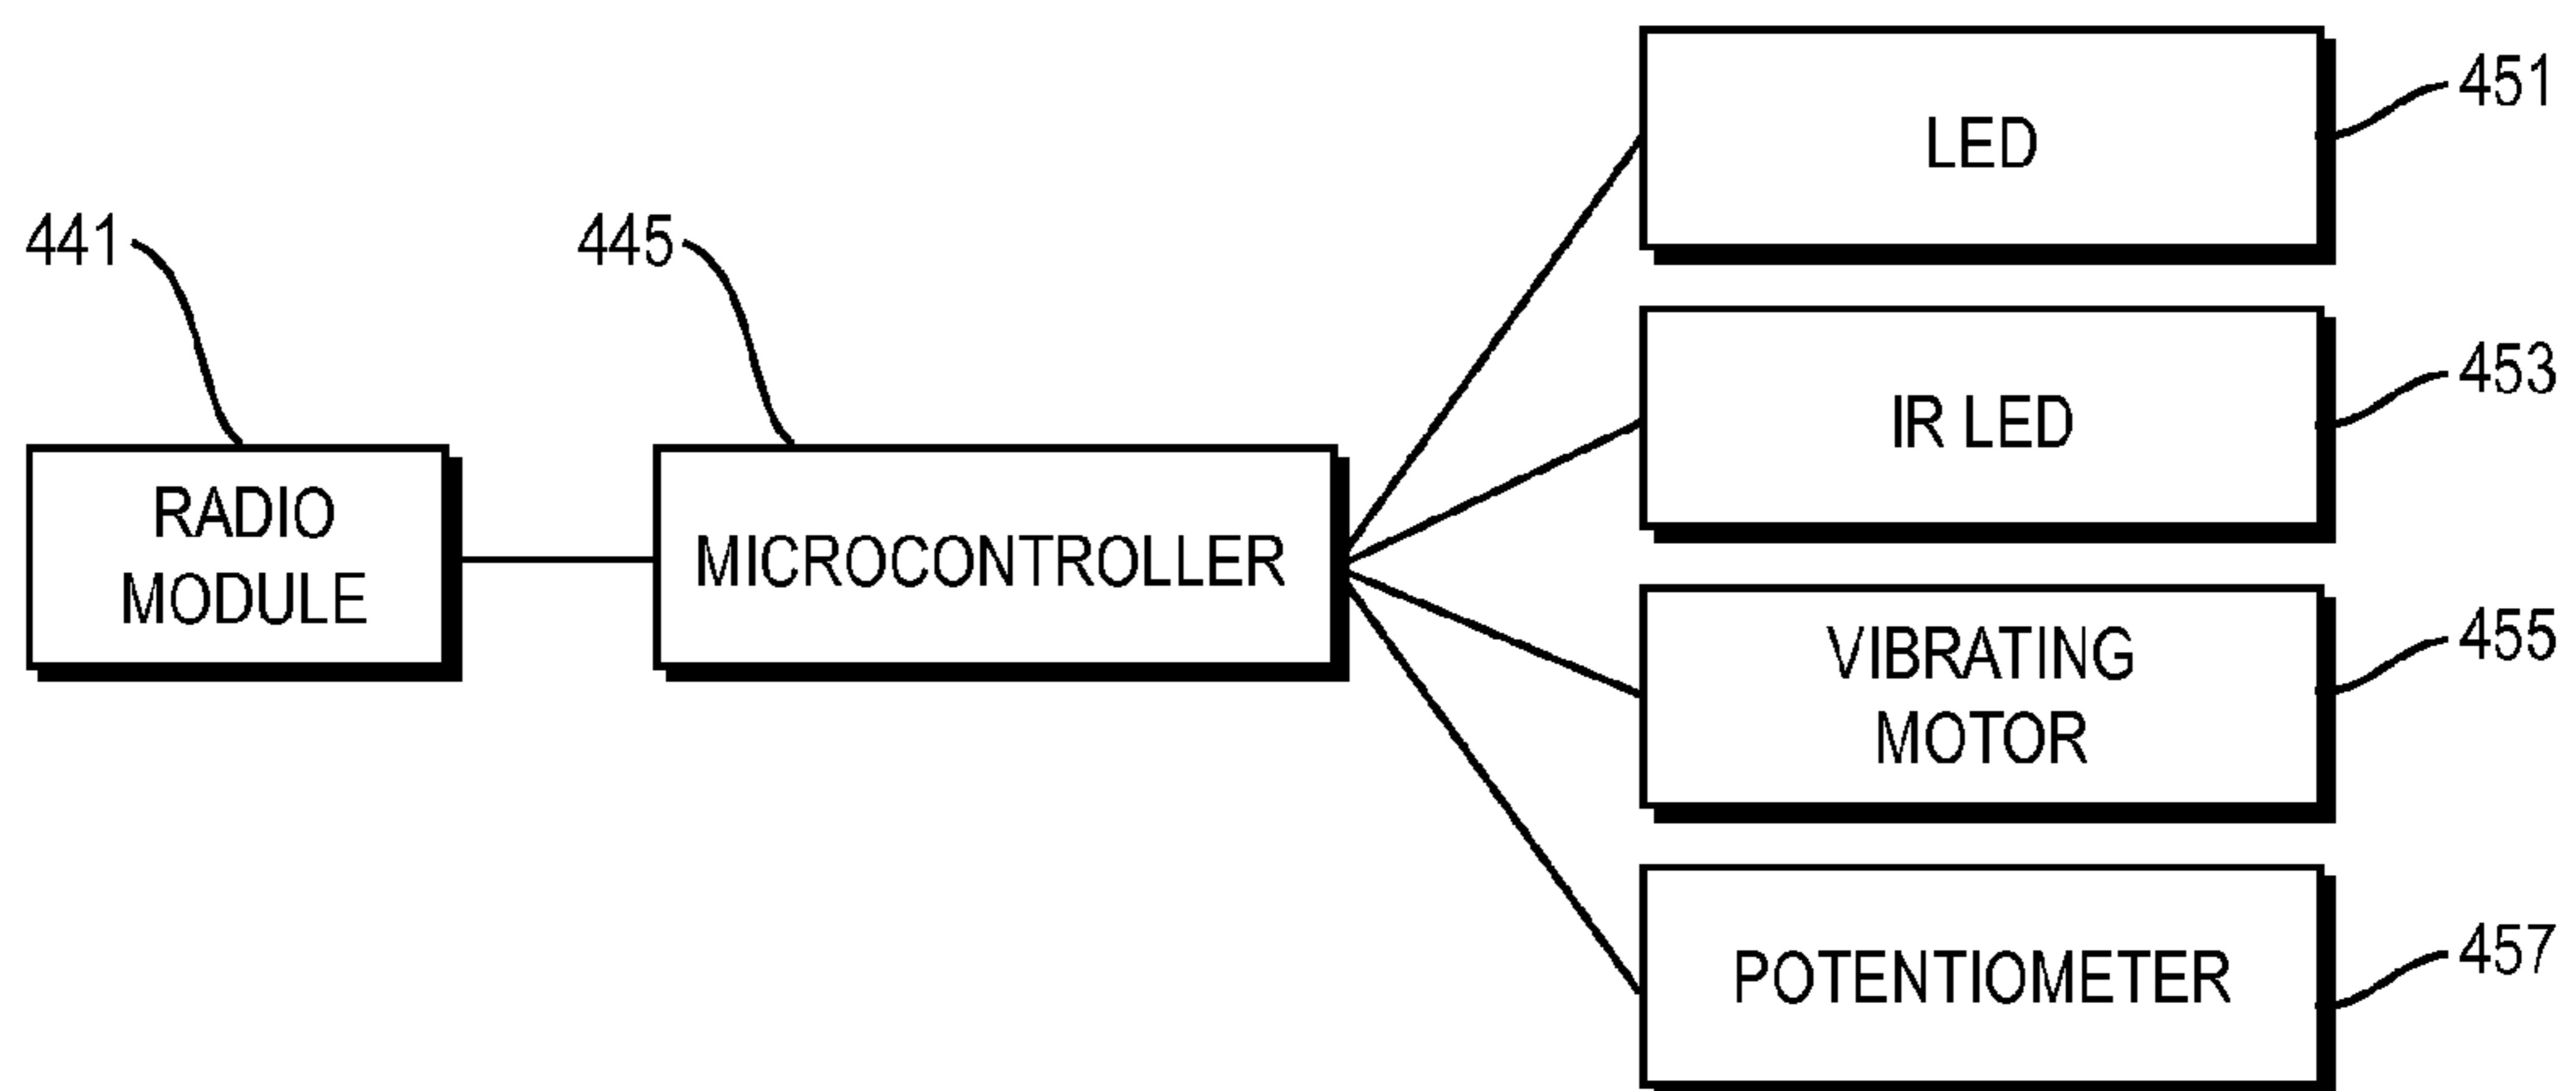 451
LED
441
445
453
IR LED
RADIO
MODULE
MICROCONTROLLER
455
VIBRATING
MOTOR
457
POTENTIOMETER